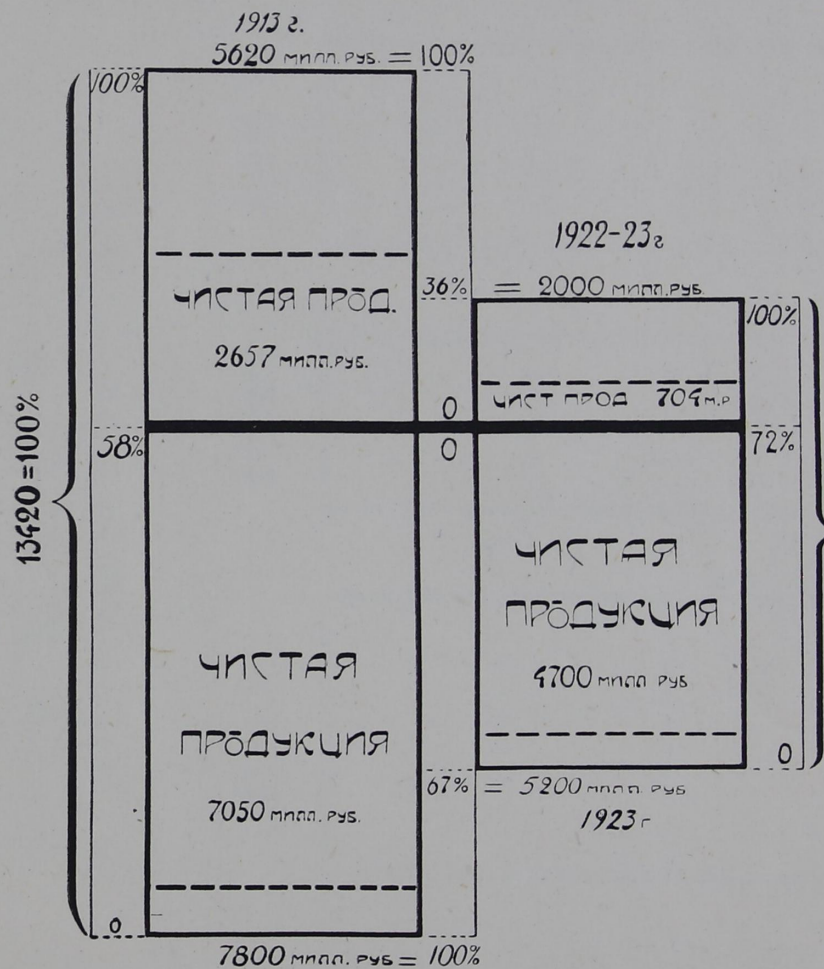 1913 г.
5620 милл. руб. = 100%
100%
1922-23 г
чистая прод.
36% = 2000 милл. руб.
100%
2657 милл. руб.
0
чист прод 704 м. р
13420 = 100%
58%
0
72%
чистая
продукция
4700 милл руб
чистая
продукция
0
67% = 5200 милл. руб
7050 милл. руб.
1923 г
0
7800 милл. руб = 100%